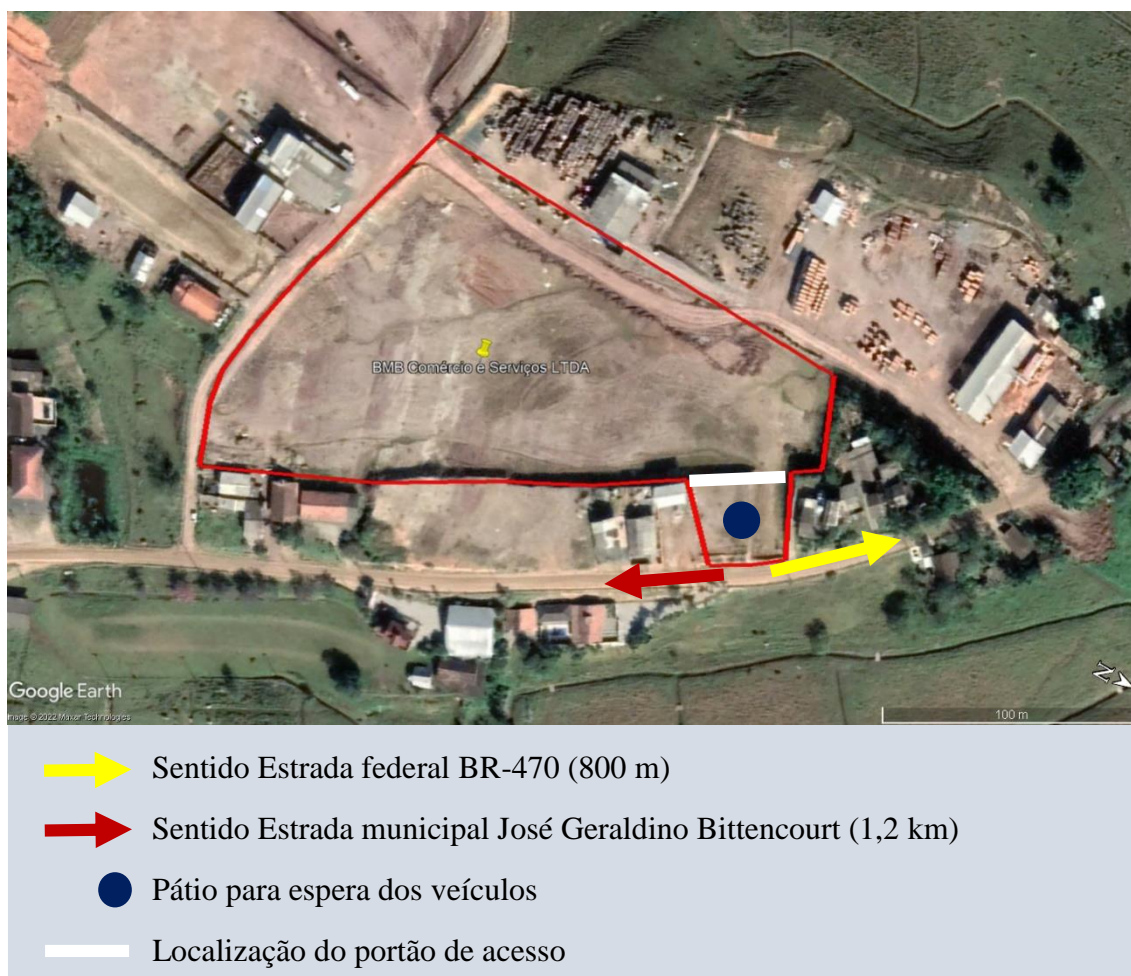 BMB Comércio e Serviços LTDA
N
Google Earth
Image © 2022 Maxar Technologies
100 m
Sentido Estrada federal BR-470 (800 m)
Sentido Estrada municipal José Geraldino Bittencourt (1,2 km)
Pátio para espera dos veículos
Localização do portão de acesso